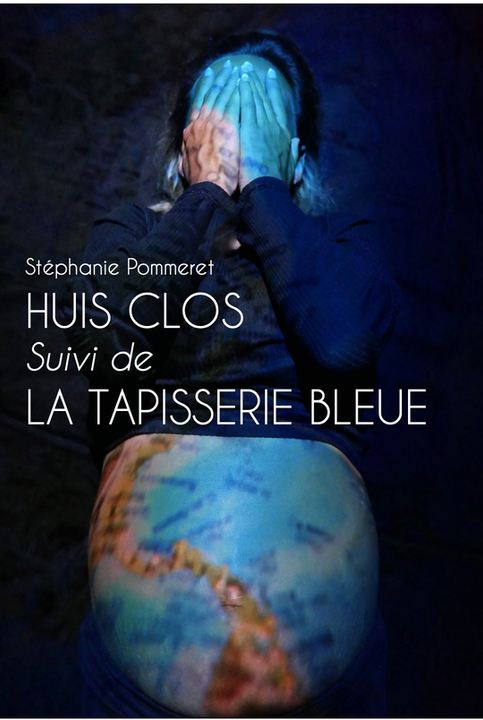 Stéphanie Pommeret
HUIS CLOS
Suivi de
LA TAPISSERIE BLEUE